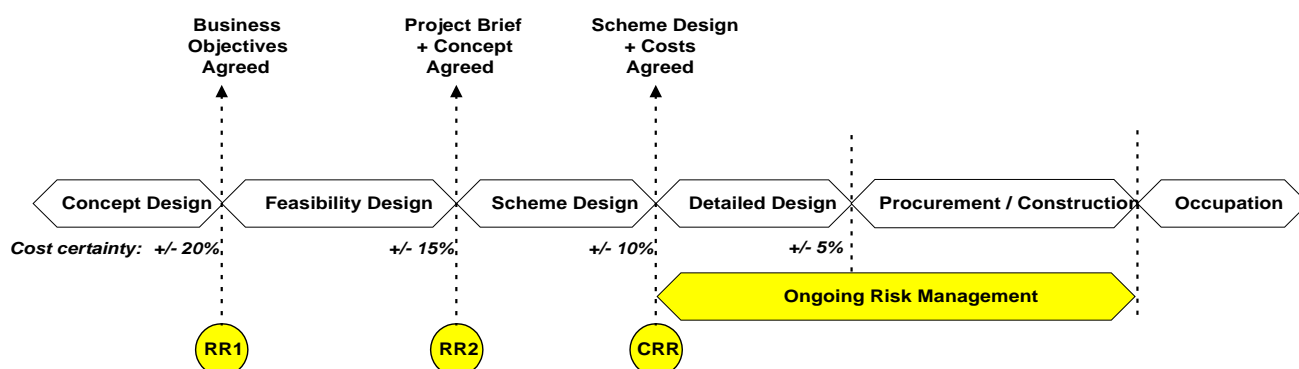 Business
Objectives
Agreed
Project Brief
+ Concept
Agreed
Scheme Design
+ Costs
Agreed
Concept Design
Feasibility Design
Scheme Design
Detailed Design
Procurement / Construction
Occupation
Cost certainty: +/- 20%
+/- 15%
+/- 10%
+/- 5%
Ongoing Risk Management
RR1
RR2
CRR